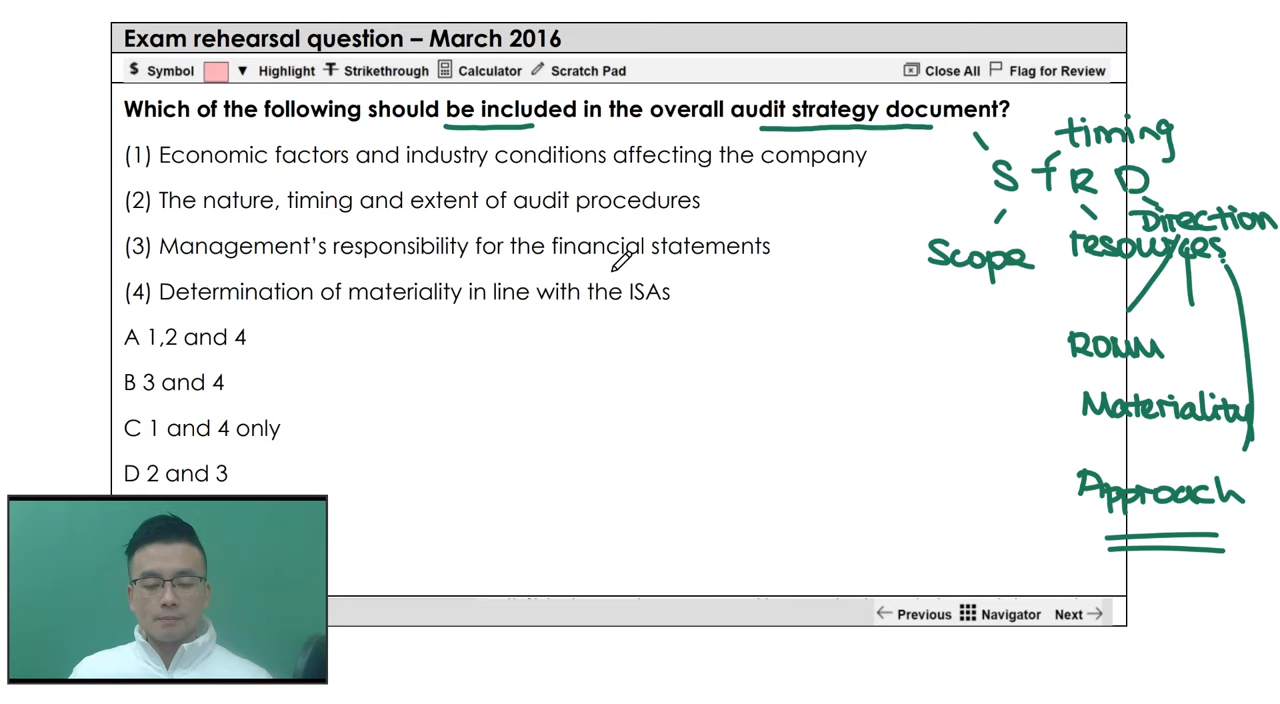 Exam rehearsal question – March 2016
$ Symbol ▼ Highlight T Strikethrough Calculator Scratch Pad Close All Flag for Review
Which of the following should be included in the overall audit strategy document?
(1) Economic factors and industry conditions affecting the company
(2) The nature, timing and extent of audit procedures
(3) Management's responsibility for the financial statements
(4) Determination of materiality in line with the ISAs
A 1,2 and 4
B 3 and 4
C 1 and 4 only
D 2 and 3
timing
S T R D
Direction
Scope resources
ROMM
Materiality
Approach
← Previous Navigator Next →